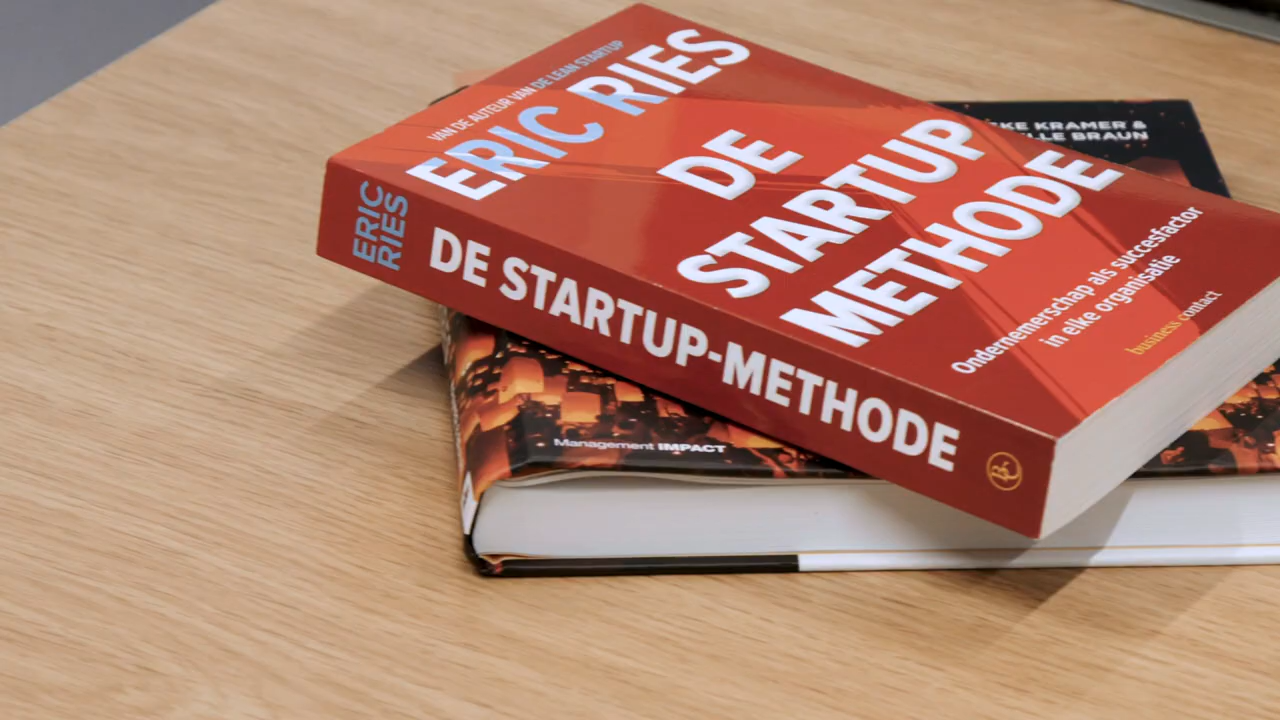 VAN DE AUTEUR VAN DE LEAN STARTUP
ERIC RIES
DE
STARTUP
METHODE
Ondernemerschap als succesfactor
in elke organisatie
business contact
ERIC
RIES
DE STARTUP-METHODE
KRAMER &
BRAUN
Management IMPACT